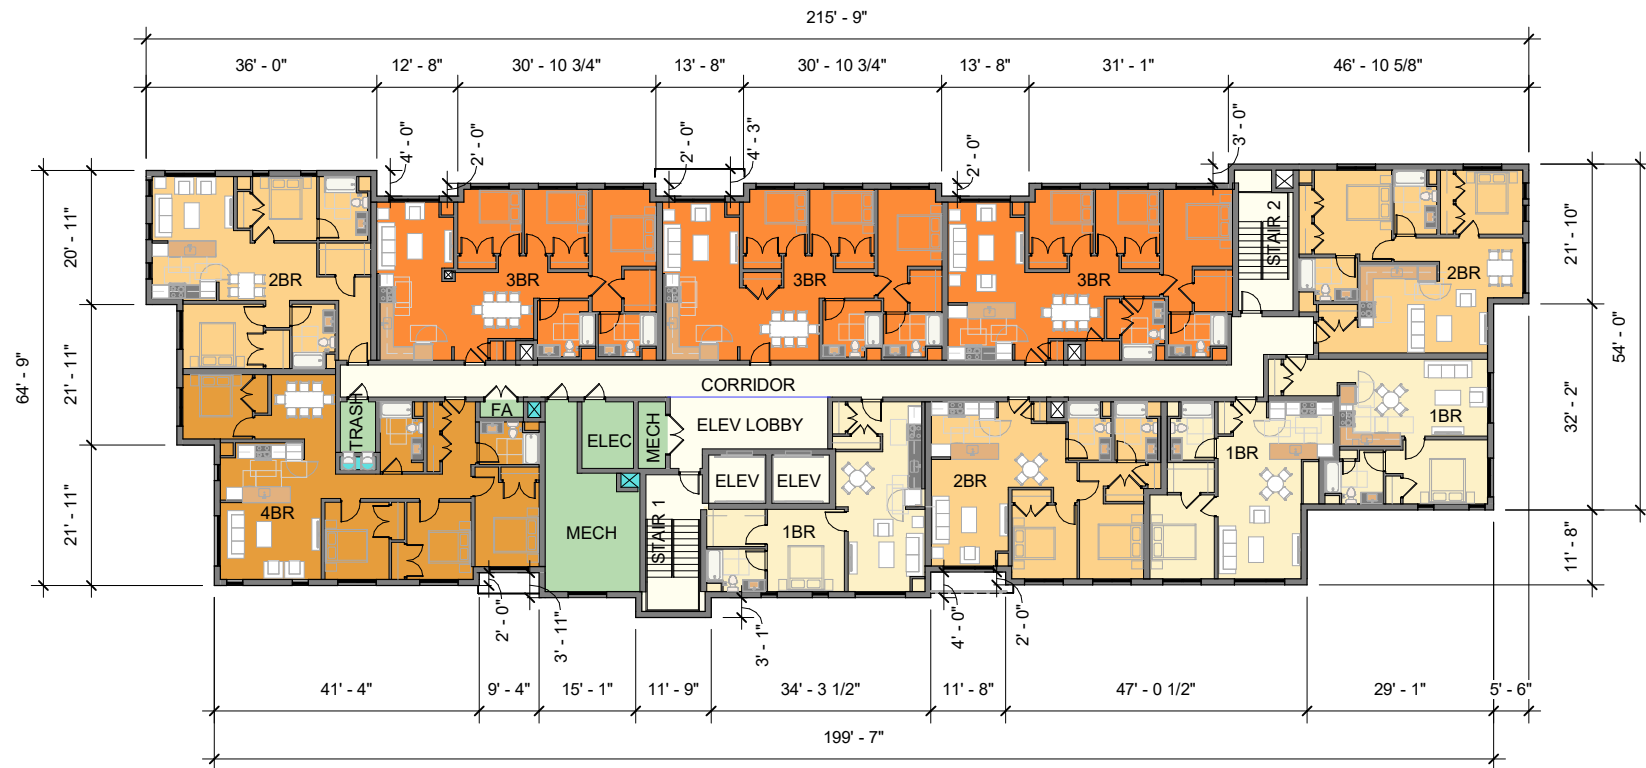 215' - 9"
36' - 0"
12' - 8"
30' - 10 3/4"
13' - 8"
30' - 10 3/4"
13' - 8"
31' - 1"
46' - 10 5/8"
4' - 0"
2' - 0"
2' - 0"
4' - 3"
2' - 0"
3' - 0"
64' - 9"
20' - 11"
21' - 11"
21' - 11"
2BR
3BR
3BR
3BR
STAIR 2
2BR
21' - 10"
54' - 0"
32' - 2"
11' - 8"
CORRIDOR
TRASH
FA
ELEC
MECH
ELEV LOBBY
ELEV
ELEV
4BR
MECH
STAIR 1
1BR
2BR
1BR
1BR
2' - 0"
3' - 11"
3' - 1"
4' - 0"
2' - 0"
41' - 4"
9' - 4"
15' - 1"
11' - 9"
34' - 3 1/2"
11' - 8"
47' - 0 1/2"
29' - 1"
5' - 6"
199' - 7"